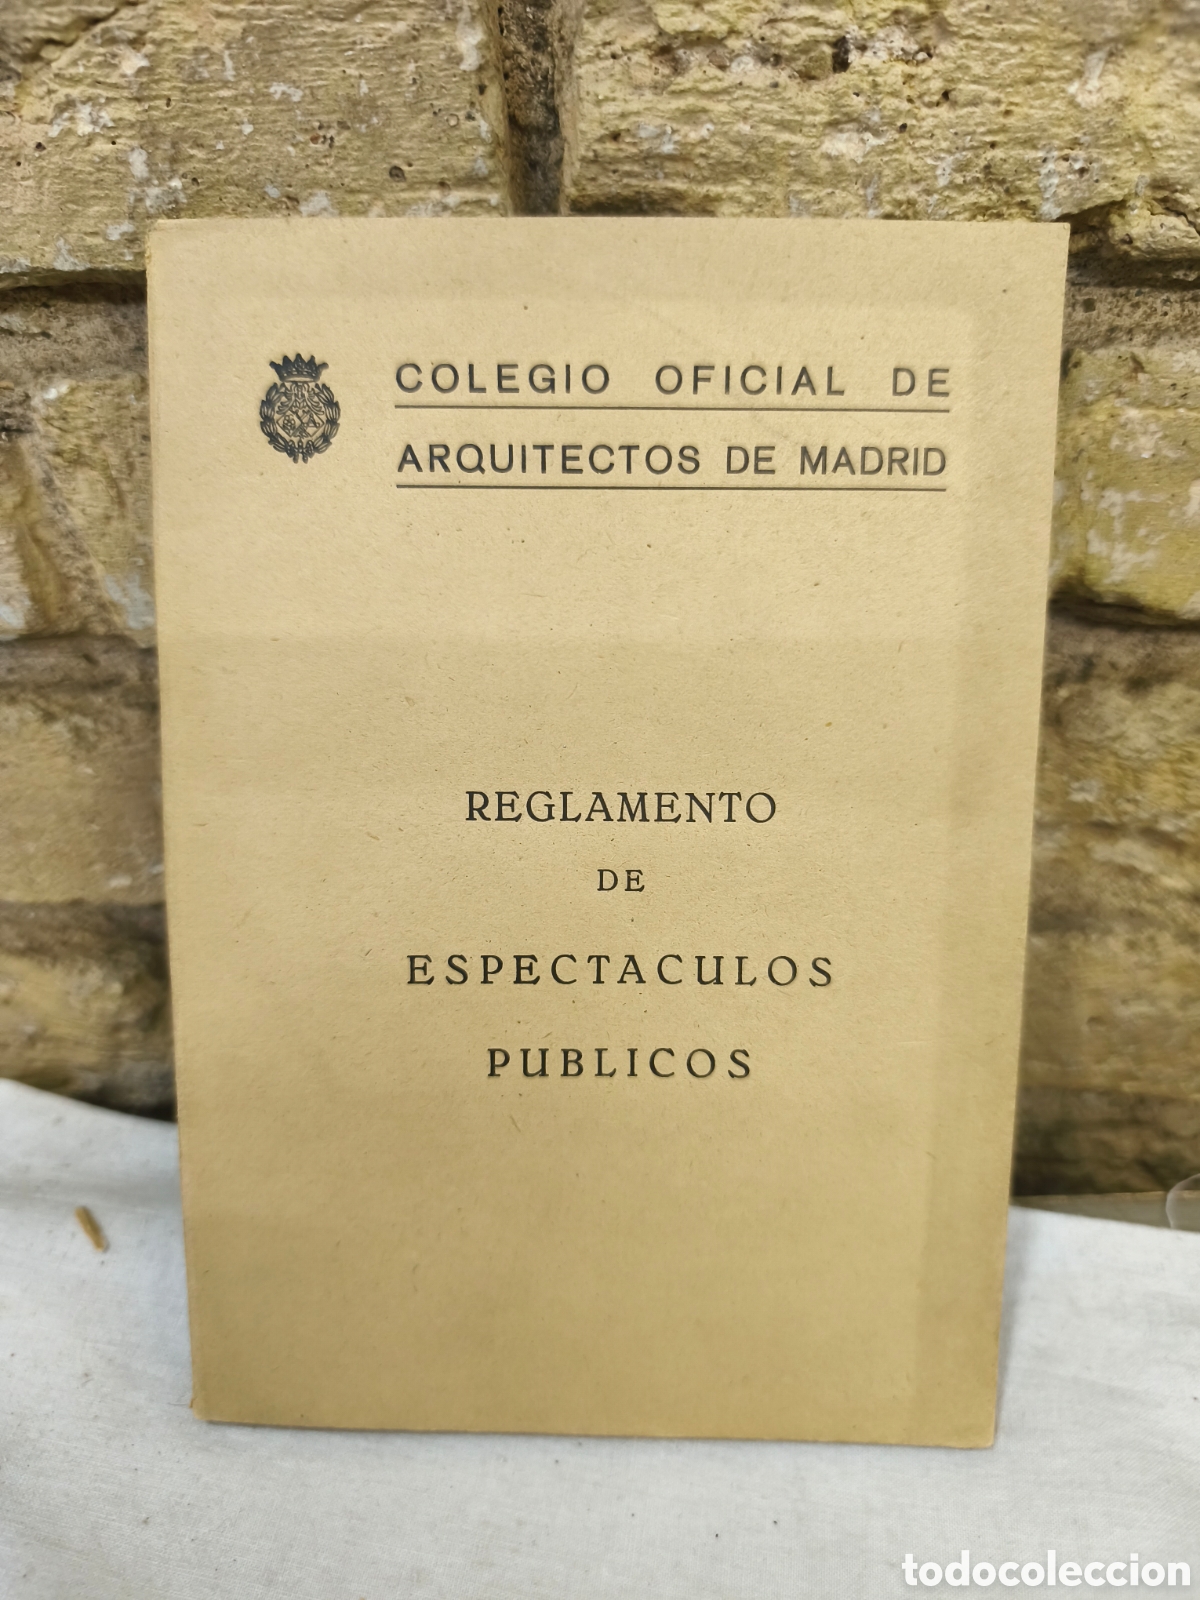 COLEGIO OFICIAL DE
ARQUITECTOS DE MADRID
REGLAMENTO
DE
ESPECTACULOS
PUBLICOS
todocoleccion